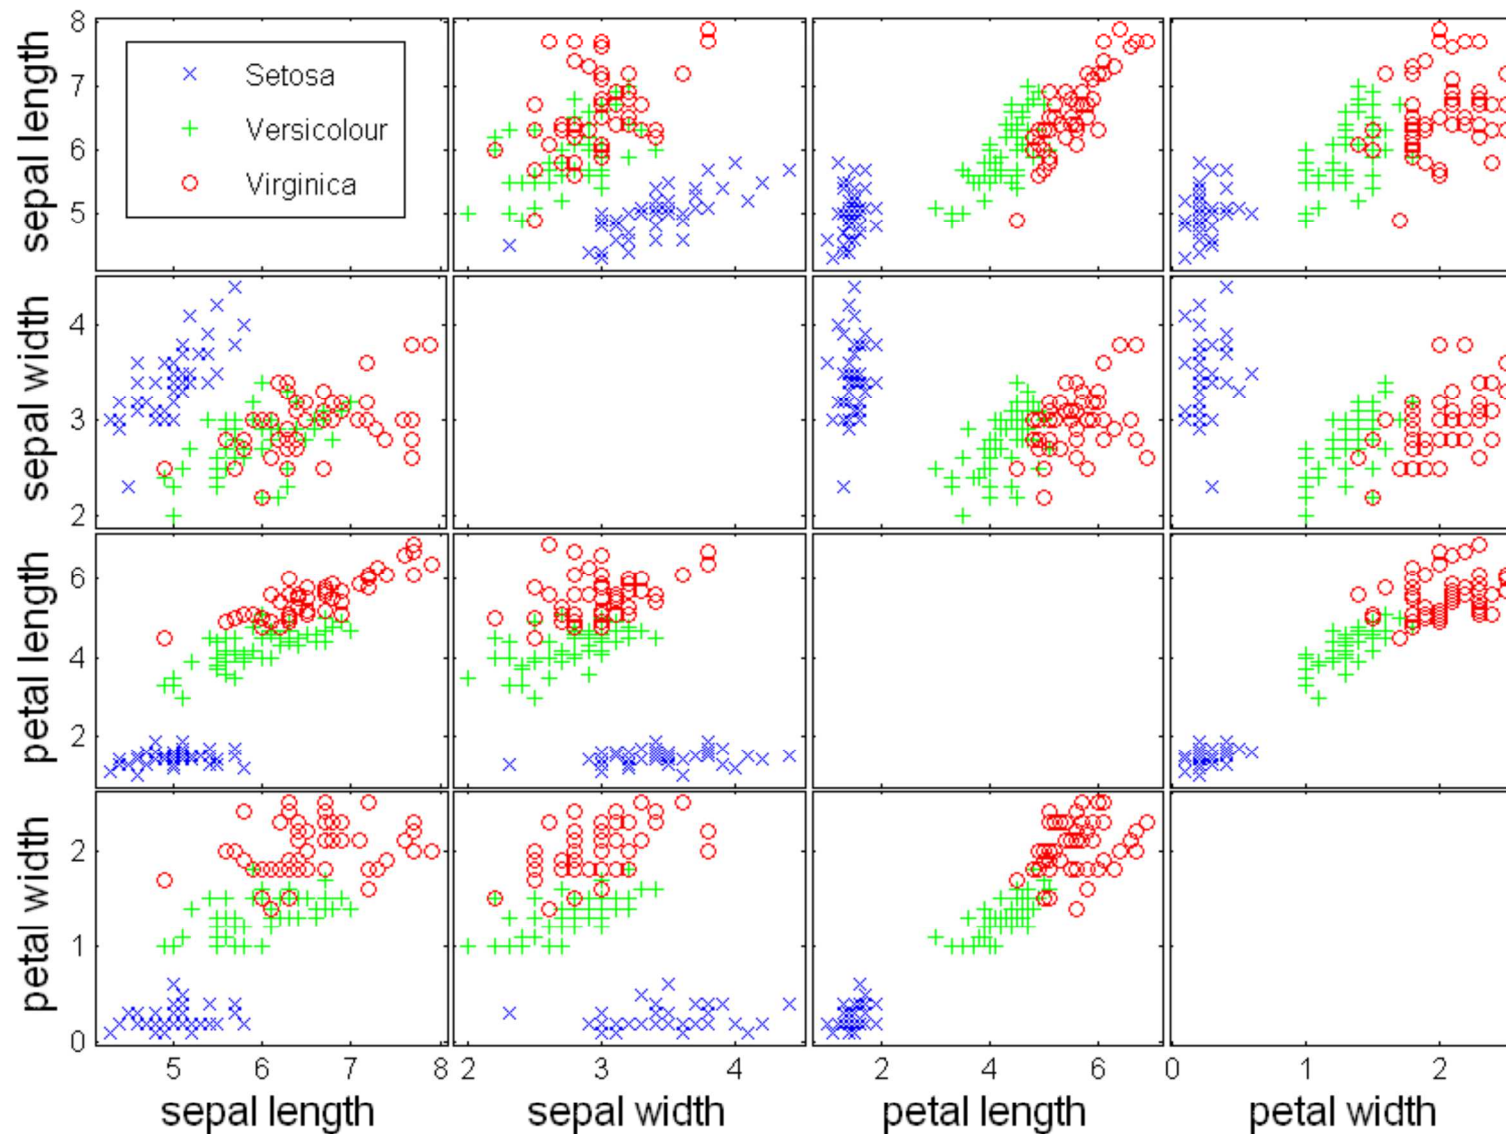 sepal length
8
7
6
5
Setosa
Versicolour
Virginica
sepal width
4
3
2
petal length
6
4
2
petal width
2
1
0
5 6 7 8 2 3 4 2 4 6 0 1 2
sepal length sepal width petal length petal width